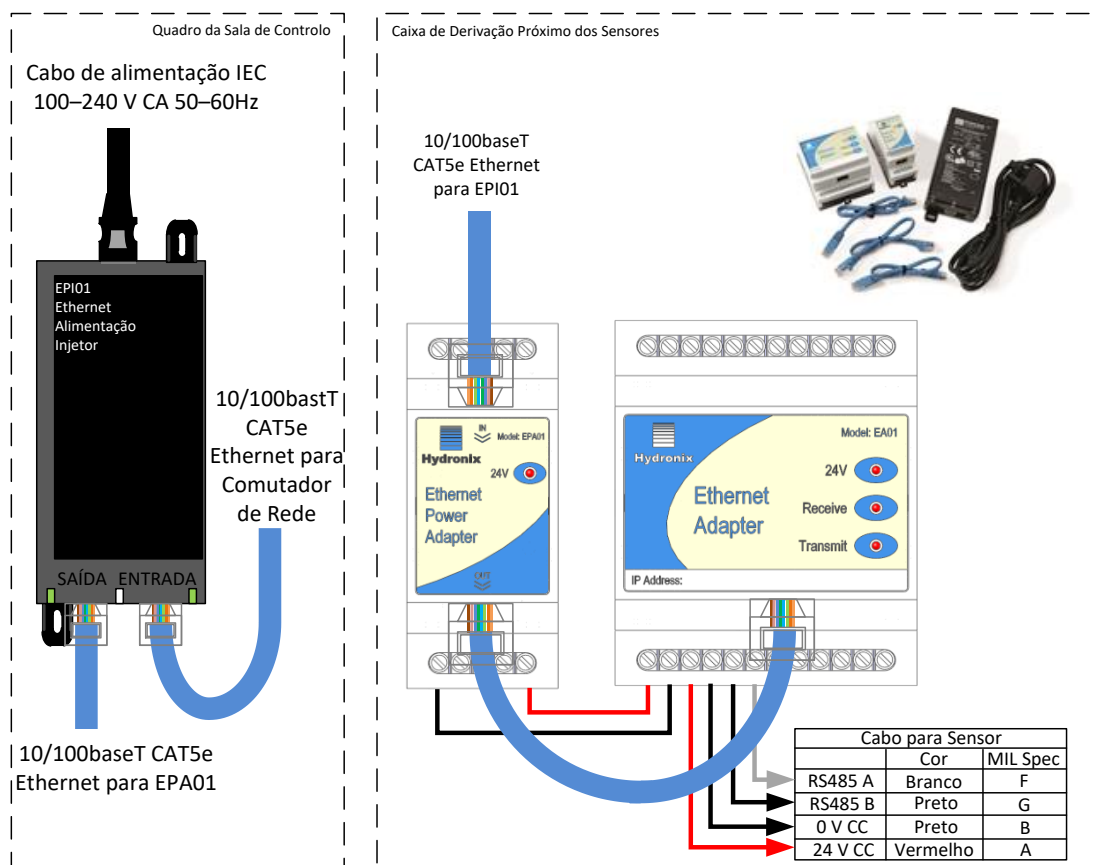 Quadro da Sala de Controlo
Cabo de alimentação IEC
100–240 V CA 50–60Hz
EPI01
Ethernet
Alimentação
Injetor
SAÍDA ENTRADA
10/100bastT
CAT5e
Ethernet para
Comutador
de Rede
10/100baseT CAT5e
Ethernet para EPA01
Caixa de Derivação Próximo dos Sensores
10/100baseT
CAT5e Ethernet
para EPI01
IN
Model: EPA01
Hydronix
24V
Ethernet
Power
Adapter
OUT
Model: EA01
Hydronix
24V
Ethernet
Adapter
Receive
Transmit
IP Address:
Cabo para Sensor
Cor MIL Spec
RS485 A Branco F
RS485 B Preto G
0 V CC Preto B
24 V CC Vermelho A